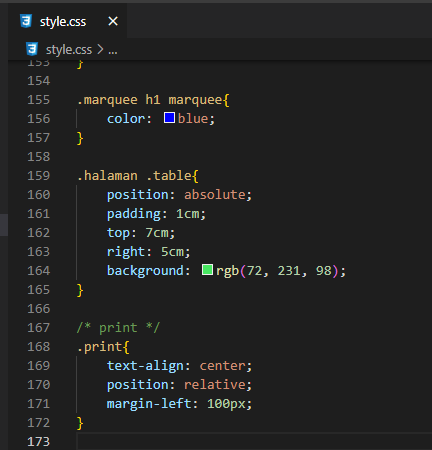 style.css ×
style.css > ...
153 }
154
155 .marquee h1 marquee{
156 color: blue;
157 }
158
159 .halaman .table{
160 position: absolute;
161 padding: 1cm;
162 top: 7cm;
163 right: 5cm;
164 background: rgb(72, 231, 98);
165 }
166
167 /* print */
168 .print{
169 text-align: center;
170 position: relative;
171 margin-left: 100px;
172 }
173